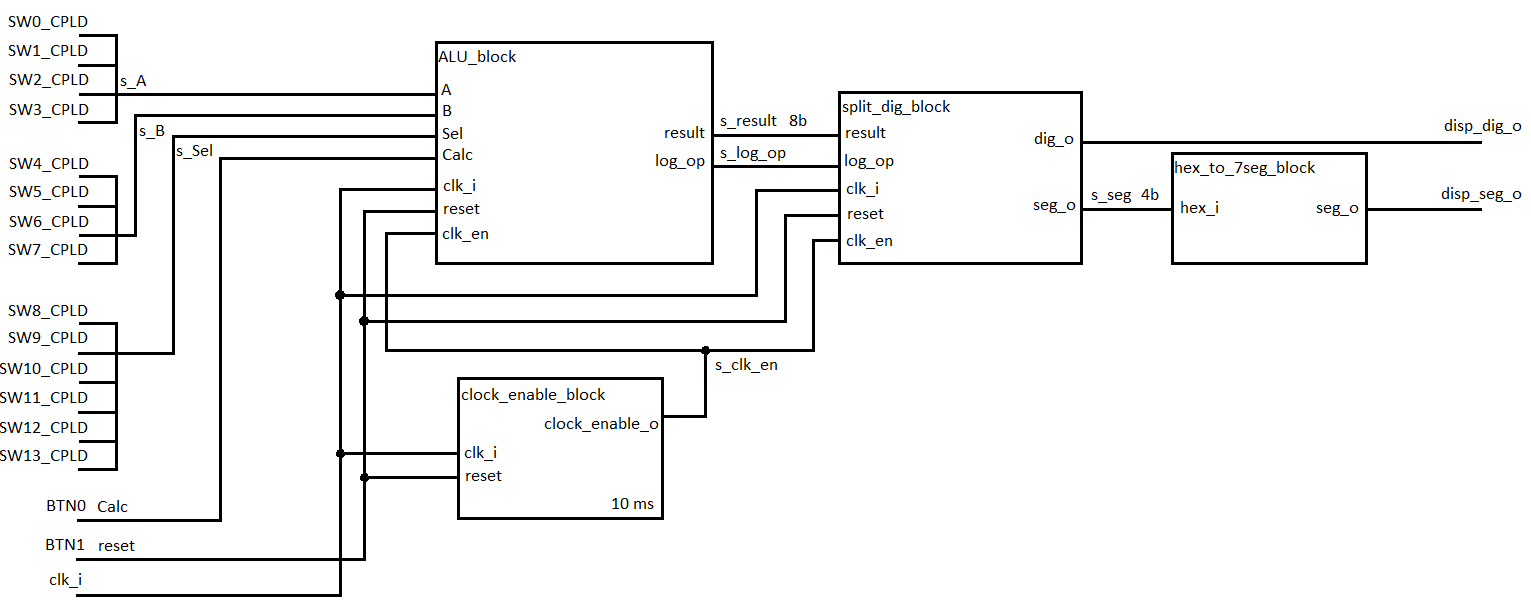 SW0_CPLD
SW1_CPLD
SW2_CPLD
SW3_CPLD
s_A
s_B
s_Sel
SW4_CPLD
SW5_CPLD
SW6_CPLD
SW7_CPLD
SW8_CPLD
SW9_CPLD
SW10_CPLD
SW11_CPLD
SW12_CPLD
SW13_CPLD
BTN0 Calc
BTN1 reset
clk_i
ALU_block
A
B
Sel
Calc
clk_i
reset
clk_en
result
log_op
s_result 8b
s_log_op
clock_enable_block
clock_enable_o
clk_i
reset
10 ms
s_clk_en
split_dig_block
result
log_op
clk_i
reset
clk_en
dig_o
seg_o
s_seg 4b
hex_to_7seg_block
hex_i
seg_o
disp_dig_o
disp_seg_o